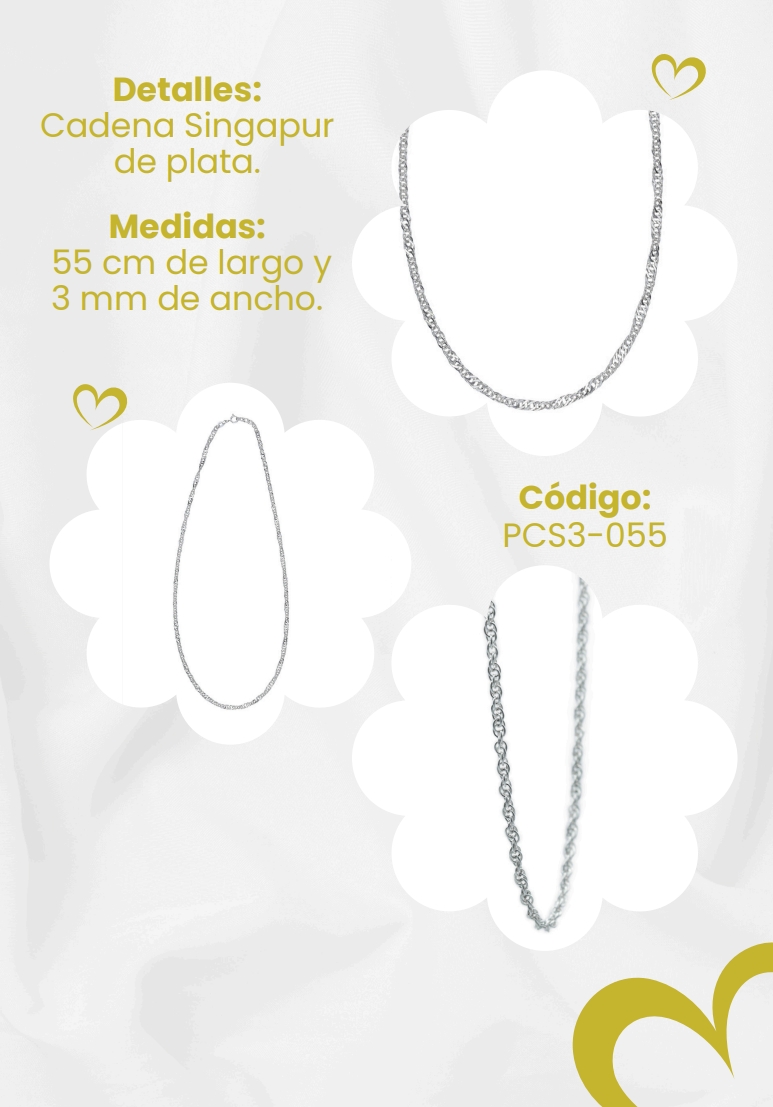 Detalles:
Cadena Singapur
de plata.
Medidas:
55 cm de largo y
3 mm de ancho.
Código:
PCS3-055